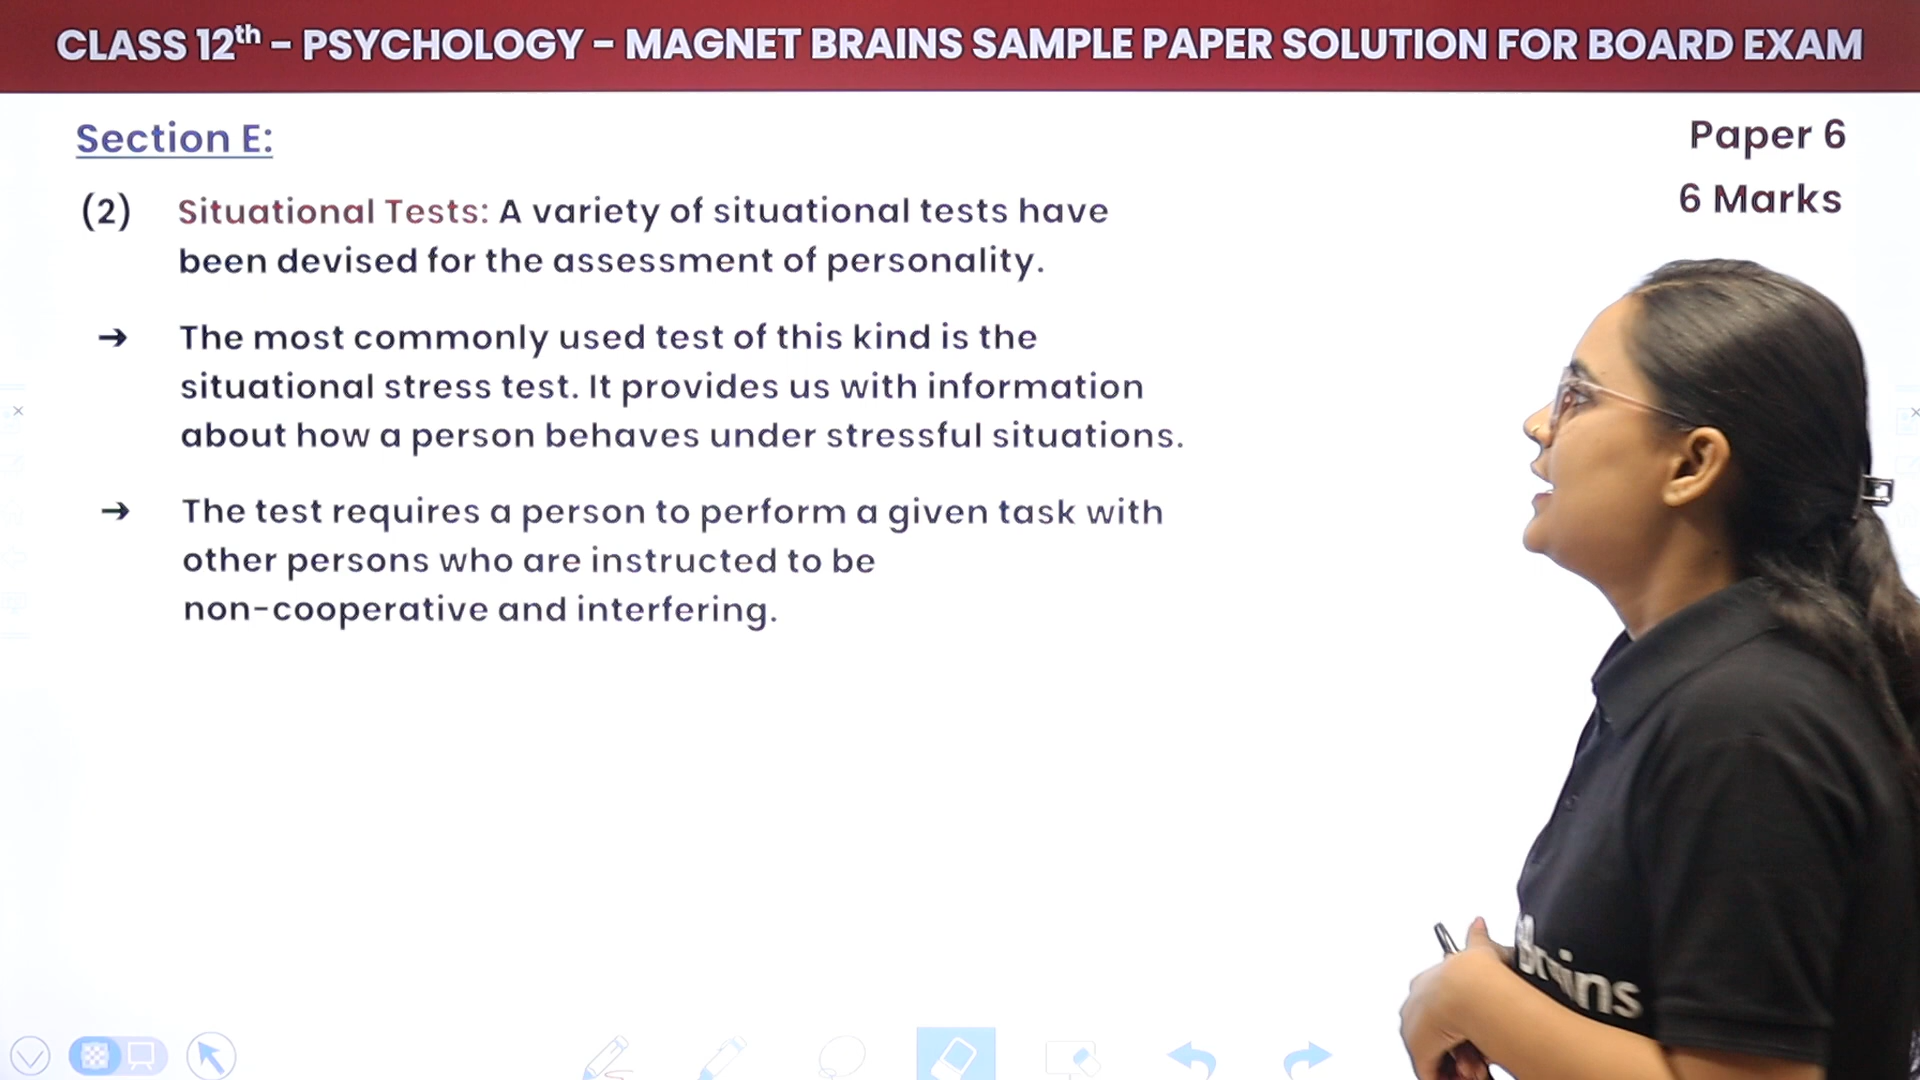 CLASS 12th – PSYCHOLOGY – MAGNET BRAINS SAMPLE PAPER SOLUTION FOR BOARD EXAM
Section E:
Paper 6
6 Marks
(2) Situational Tests: A variety of situational tests have
been devised for the assessment of personality.
→ The most commonly used test of this kind is the
situational stress test. It provides us with information
about how a person behaves under stressful situations.
→ The test requires a person to perform a given task with
other persons who are instructed to be
non-cooperative and interfering.
Brains